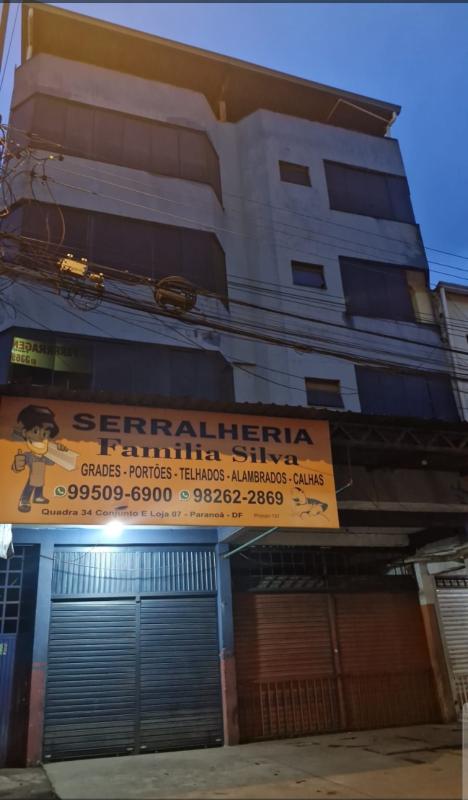 SERRALHERIA
Familia Silva
GRADES - PORTÕES - TELHADOS - ALAMBRADOS - CALHAS
99509-6900 98262-2869
Quadra 34 Conjunto E Loja 07 - Paranoá - DF